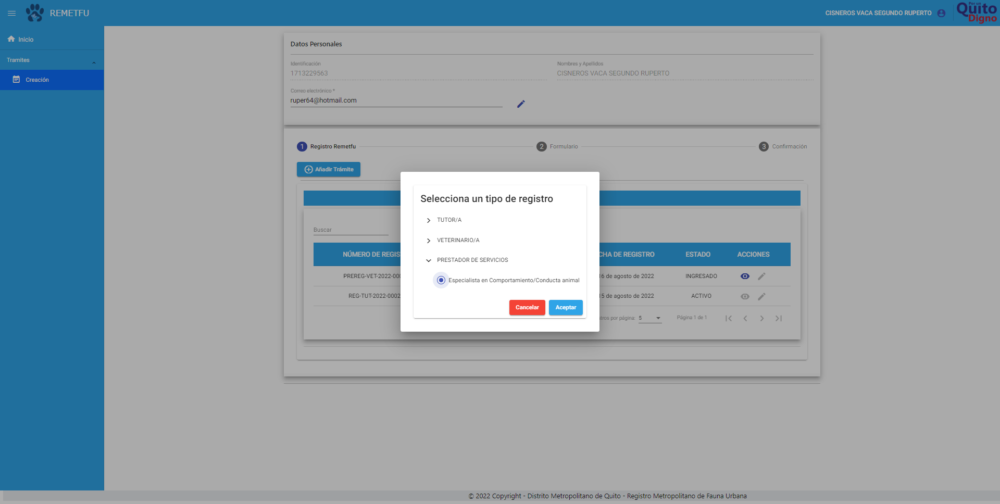 REMETFU
CISNEROS VACA SEGUNDO RUPERTO
Por un
Quito
Digno
Inicio
Tramites
Creación
Datos Personales
Identificación
Nombres y Apellidos
1713229563
CISNEROS VACA SEGUNDO RUPERTO
Correo electrónico *
ruper64@hotmail.com
1 Registro Remetfu
2 Formulario
3 Confirmación
Añadir Trámite
Selecciona un tipo de registro
TUTOR/A
VETERINARIO/A
PRESTADOR DE SERVICIOS
Especialista en Comportamiento/Conducta animal
Cancelar
Aceptar
Buscar
NÚMERO DE REGIS
CHA DE REGISTRO
ESTADO
ACCIONES
PREREG-VET-2022-000
16 de agosto de 2022
INGRESADO
REG-TUT-2022-0002
15 de agosto de 2022
ACTIVO
stros por página: 5
Página 1 de 1
© 2022 Copyright - Distrito Metropolitano de Quito - Registro Metropolitano de Fauna Urbana